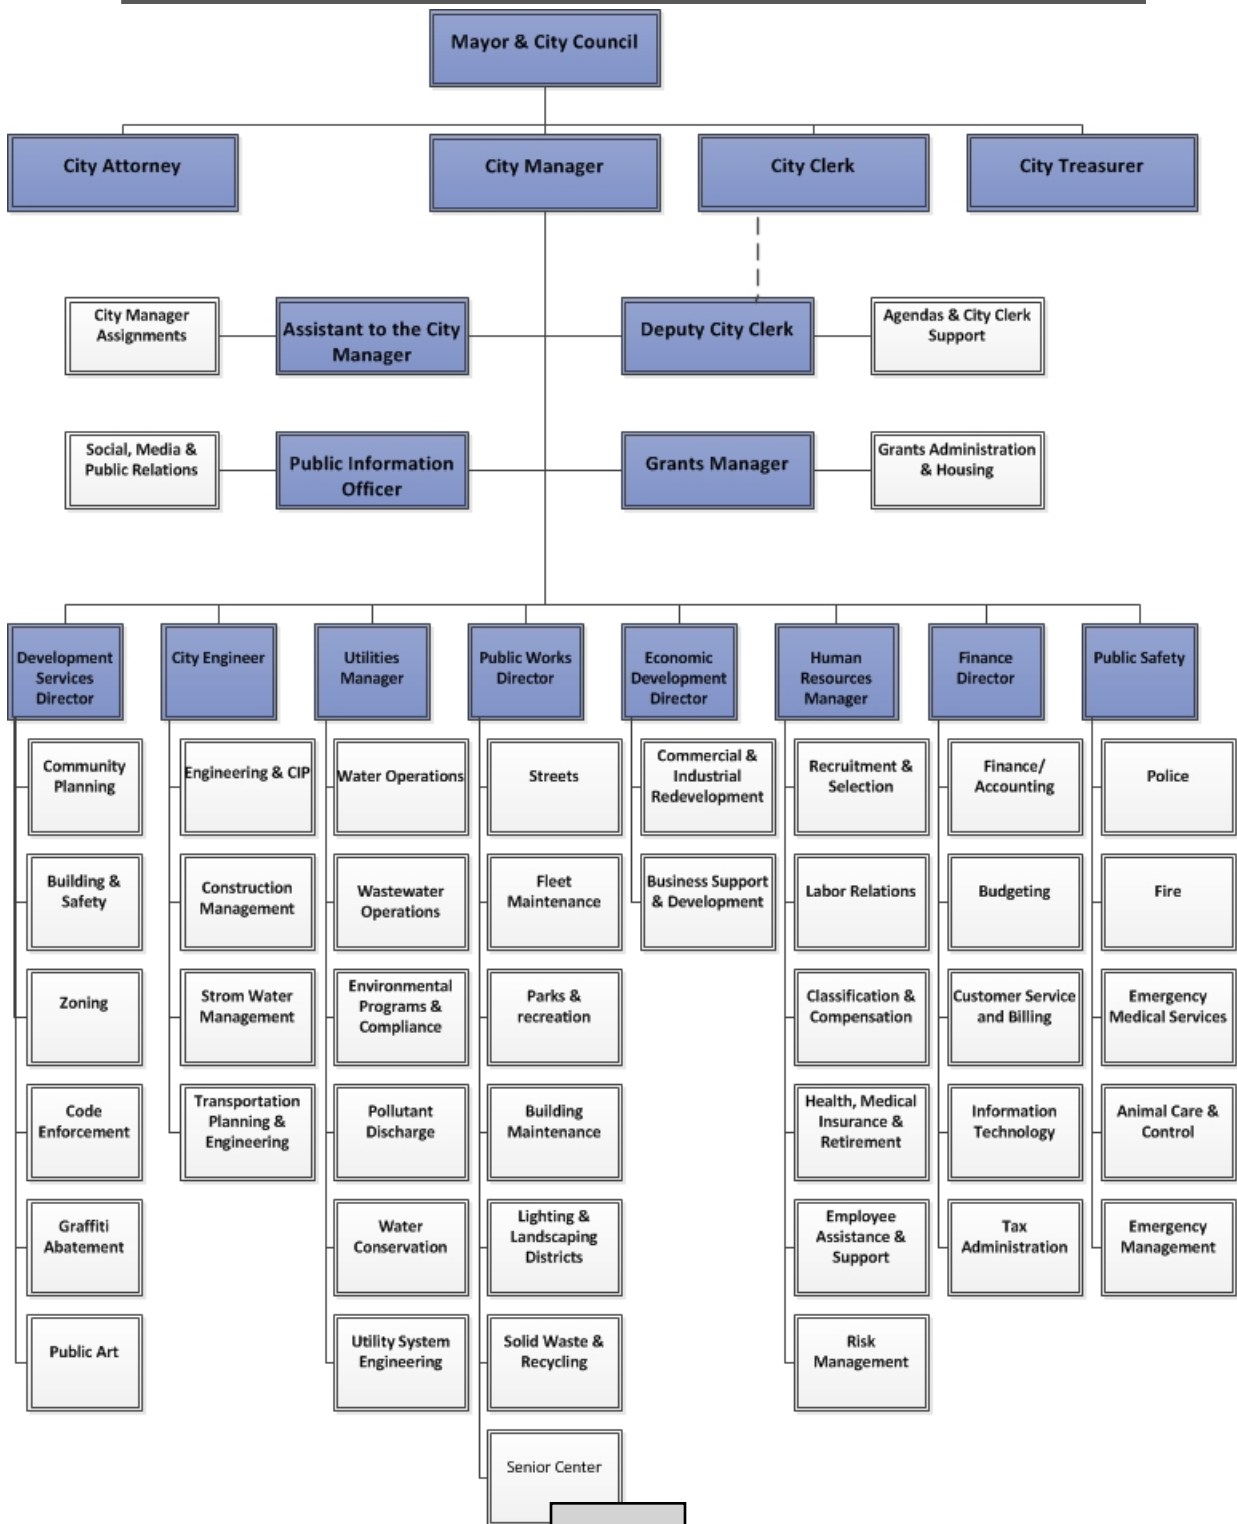 Mayor & City Council
City Attorney
City Manager
City Clerk
City Treasurer
City Manager
Assignments
Assistant to the City
Manager
Deputy City Clerk
Agendas & City Clerk
Support
Social, Media &
Public Relations
Public Information
Officer
Grants Manager
Grants Administration
& Housing
Development
Services
Director
City Engineer
Utilities
Manager
Public Works
Director
Economic
Development
Director
Human
Resources
Manager
Finance
Director
Public Safety
Community
Planning
Engineering & CIP
Water Operations
Streets
Commercial &
Industrial
Redevelopment
Recruitment &
Selection
Finance/
Accounting
Police
Building &
Safety
Construction
Management
Wastewater
Operations
Fleet
Maintenance
Business Support
& Development
Labor Relations
Budgeting
Fire
Zoning
Strom Water
Management
Environmental
Programs &
Compliance
Parks &
recreation
Classification &
Compensation
Customer Service
and Billing
Emergency
Medical Services
Code
Enforcement
Transportation
Planning &
Engineering
Pollutant
Discharge
Building
Maintenance
Health, Medical
Insurance &
Retirement
Information
Technology
Animal Care &
Control
Graffiti
Abatement
Water
Conservation
Lighting &
Landscaping
Districts
Employee
Assistance &
Support
Tax
Administration
Emergency
Management
Public Art
Utility System
Engineering
Solid Waste &
Recycling
Risk
Management
Senior Center